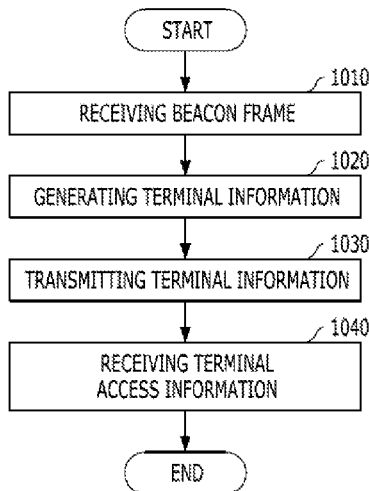 START
1010
RECEIVING BEACON FRAME
1020
GENERATING TERMINAL INFORMATION
1030
TRANSMITTING TERMINAL INFORMATION
1040
RECEIVING TERMINAL
ACCESS INFORMATION
END